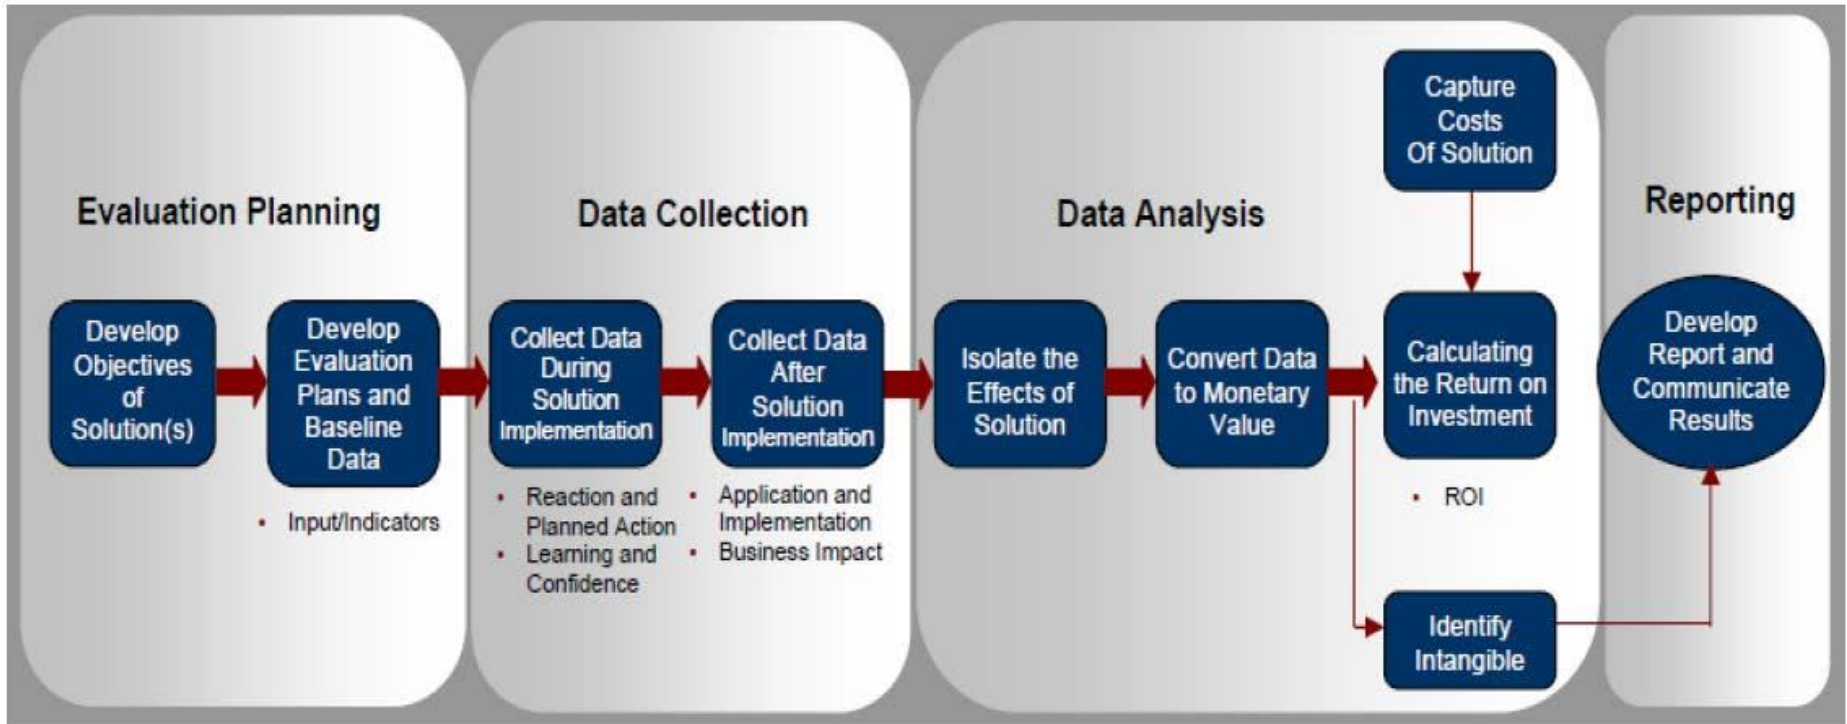 Evaluation Planning
Develop
Objectives
of
Solution(s)
Develop
Evaluation
Plans and
Baseline
Data
• Input/Indicators
Data Collection
Collect Data
During
Solution
Implementation
• Reaction and
Planned Action
• Learning and
Confidence
Collect Data
After
Solution
Implementation
• Application and
Implementation
• Business Impact
Data Analysis
Isolate the
Effects of
Solution
Convert Data
to Monetary
Value
Capture
Costs
Of Solution
Calculating
the Return on
Investment
• ROI
Identify
Intangible
Reporting
Develop
Report and
Communicate
Results